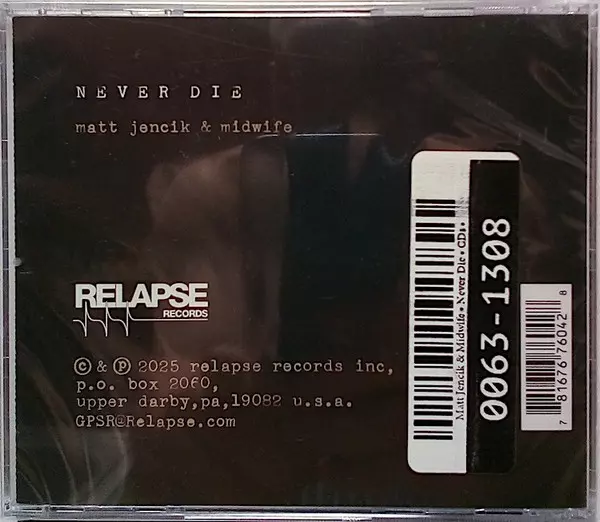 NEVER DIE
matt jencik & midwife
RELAPSE
RECORDS
©&℗ 2025 relapse records inc,
p.o. box 2060,
upper darby,pa,19082 u.s.a.
GPSR@Relapse.com
Matt Jencik & Midwife • Never Die • CD1 •
0063-1308
7 81676 76042 8